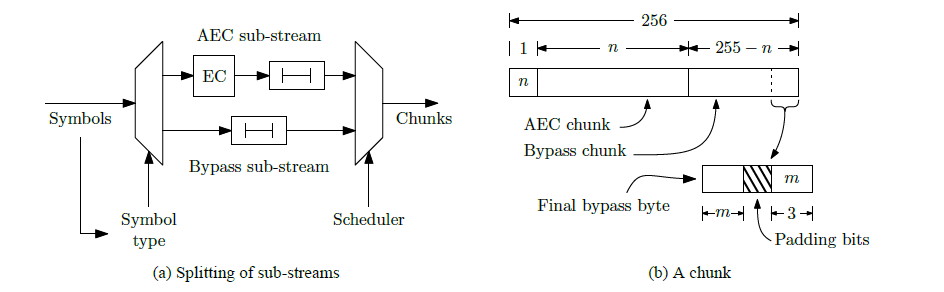 AEC sub-stream
EC
Symbols
Chunks
Bypass sub-stream
Symbol
type
Scheduler
(a) Splitting of sub-streams
256
1 n 255 − n
n
AEC chunk
Bypass chunk
m
Final bypass byte
m 3
Padding bits
(b) A chunk